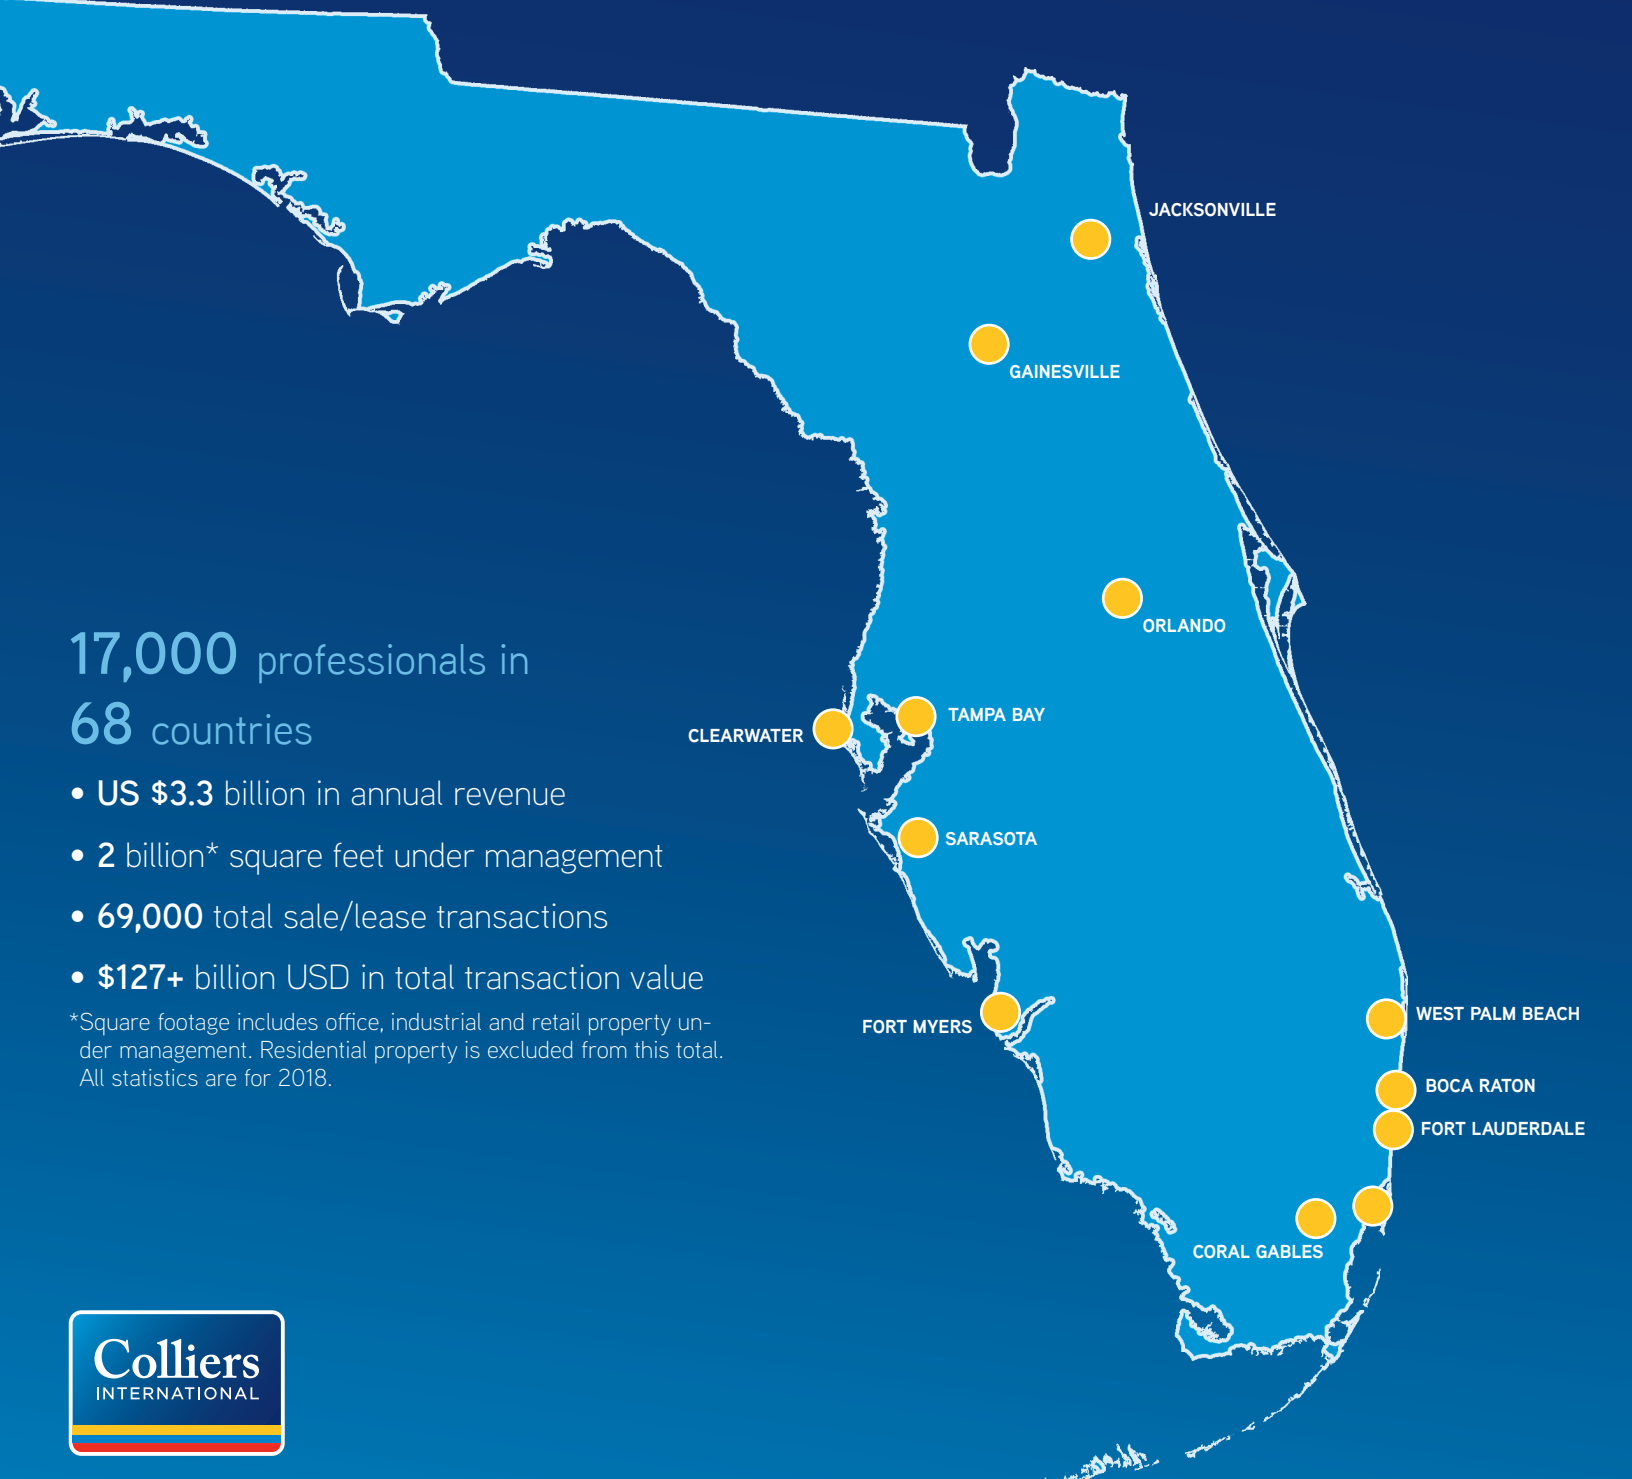 JACKSONVILLE
GAINESVILLE
ORLANDO
17,000 professionals in
68 countries
• US $3.3 billion in annual revenue
• 2 billion* square feet under management
• 69,000 total sale/lease transactions
• $127+ billion USD in total transaction value
*Square footage includes office, industrial and retail property un-
der management. Residential property is excluded from this total.
All statistics are for 2018.
TAMPA BAY
CLEARWATER
SARASOTA
FORT MYERS
WEST PALM BEACH
BOCA RATON
FORT LAUDERDALE
CORAL GABLES
Colliers
INTERNATIONAL